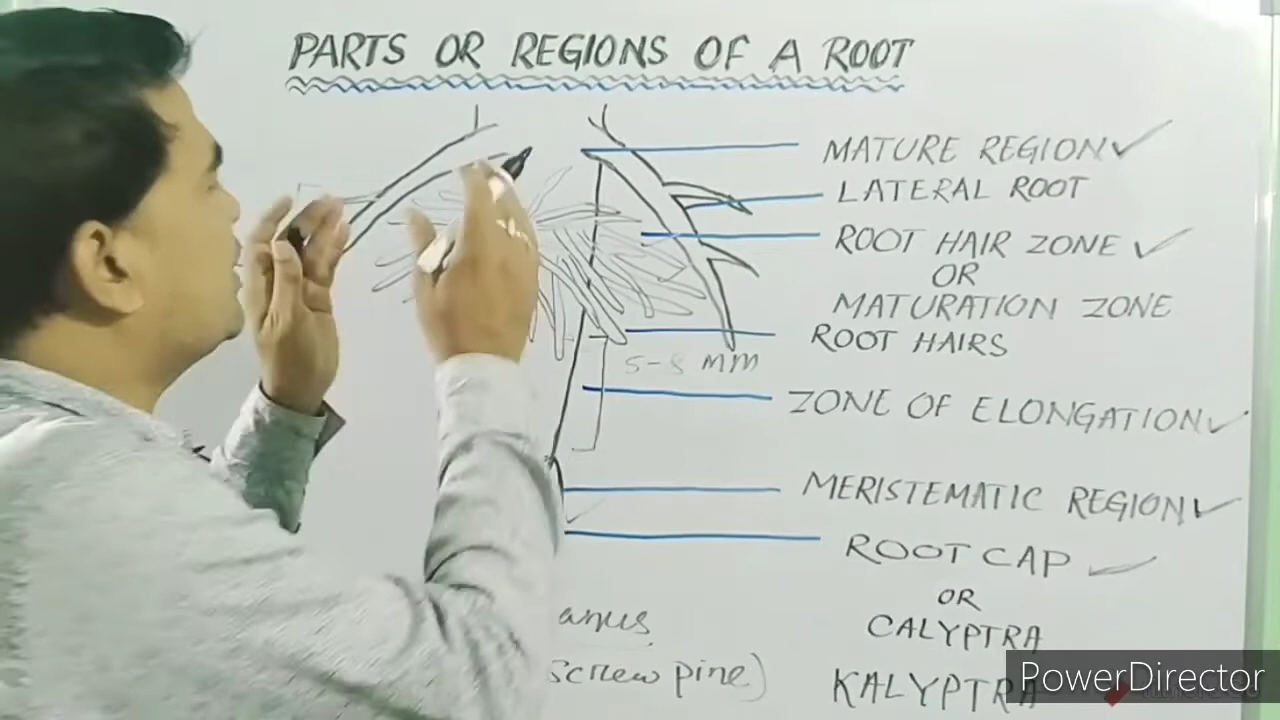 PARTS OR REGIONS OF A ROOT
MATURE REGION
LATERAL ROOT
ROOT HAIR ZONE
OR
MATURATION ZONE
ROOT HAIRS
5-8 MM
ZONE OF ELONGATION
MERISTEMATIC REGION
ROOT CAP
OR
CALYPTRA
anus
screw pine)
KALYPTRA
PowerDirector